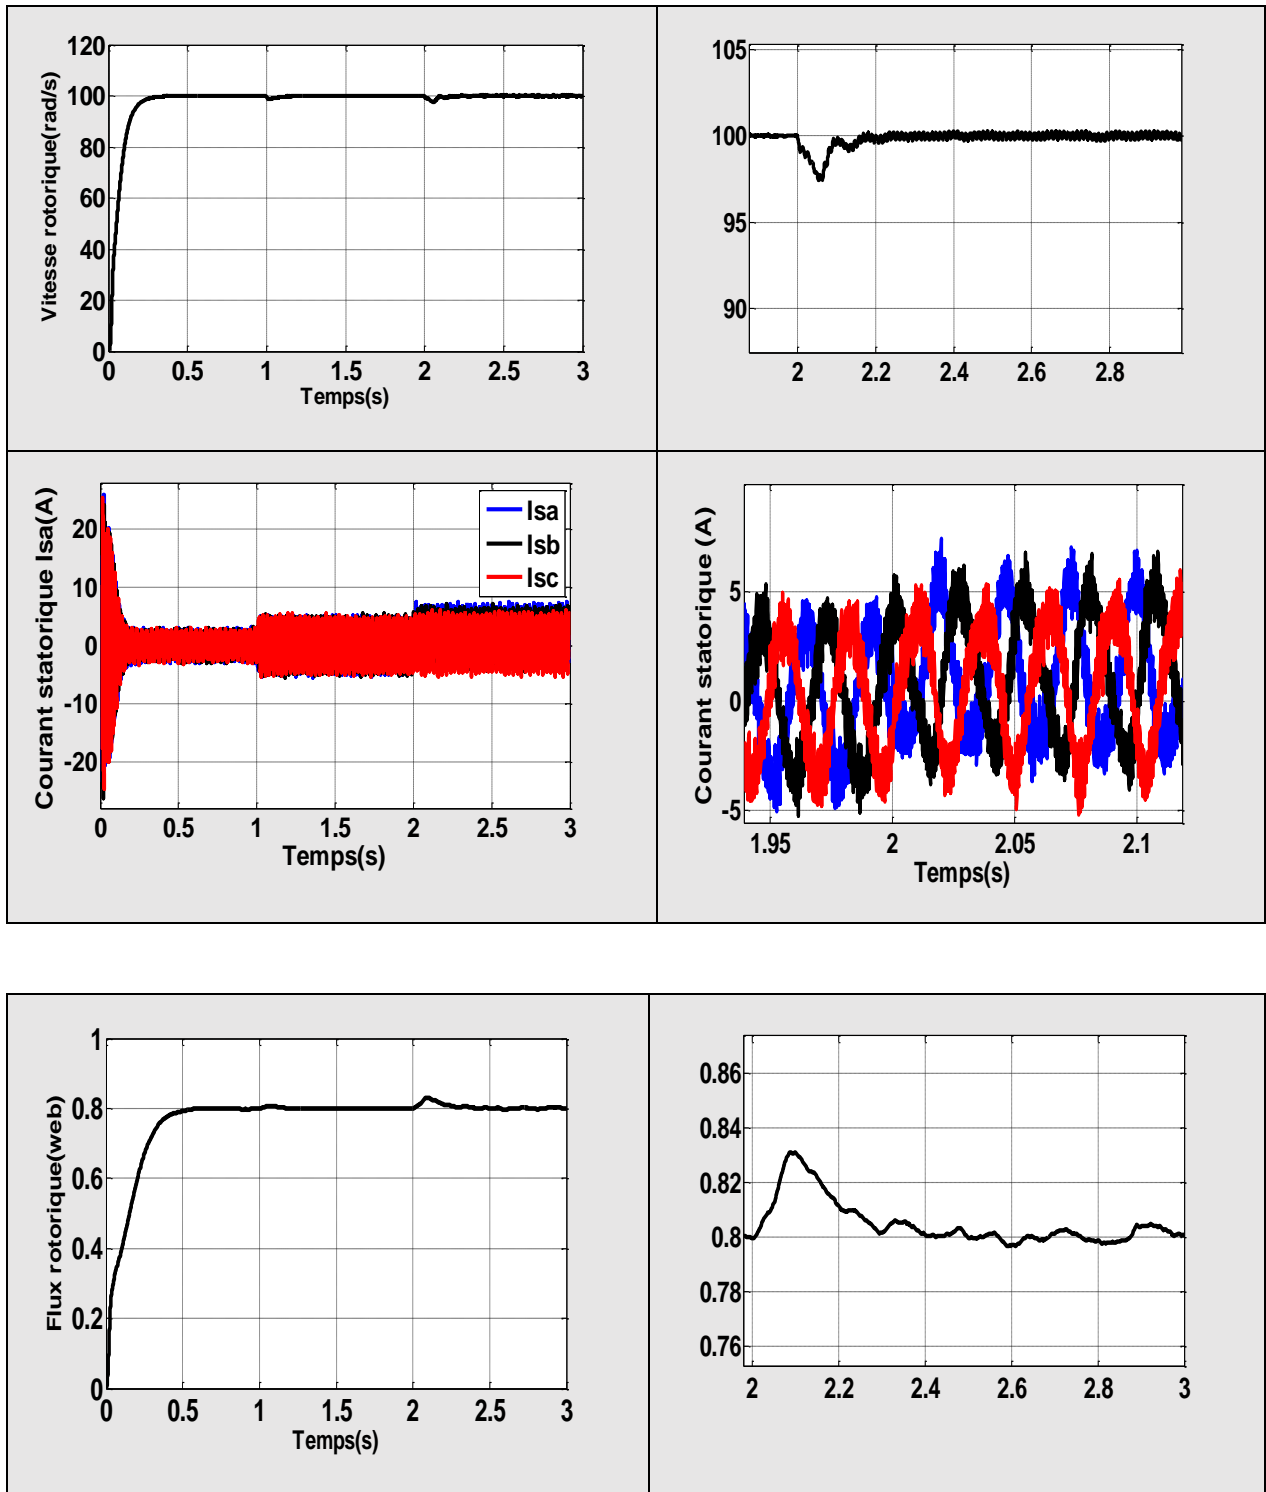 120
100
80
60
40
20
0
Vitesse rotorique(rad/s)
0 0.5 1 1.5 2 2.5 3
Temps(s)
105
100
95
90
2 2.2 2.4 2.6 2.8
20
10
0
-10
-20
Courant statorique Isa(A)
Isa
Isb
Isc
0 0.5 1 1.5 2 2.5 3
Temps(s)
5
0
-5
Courant statorique (A)
1.95 2 2.05 2.1
Temps(s)
1
0.8
0.6
0.4
0.2
0
Flux rotorique(web)
0 0.5 1 1.5 2 2.5 3
Temps(s)
0.86
0.84
0.82
0.8
0.78
0.76
2 2.2 2.4 2.6 2.8 3